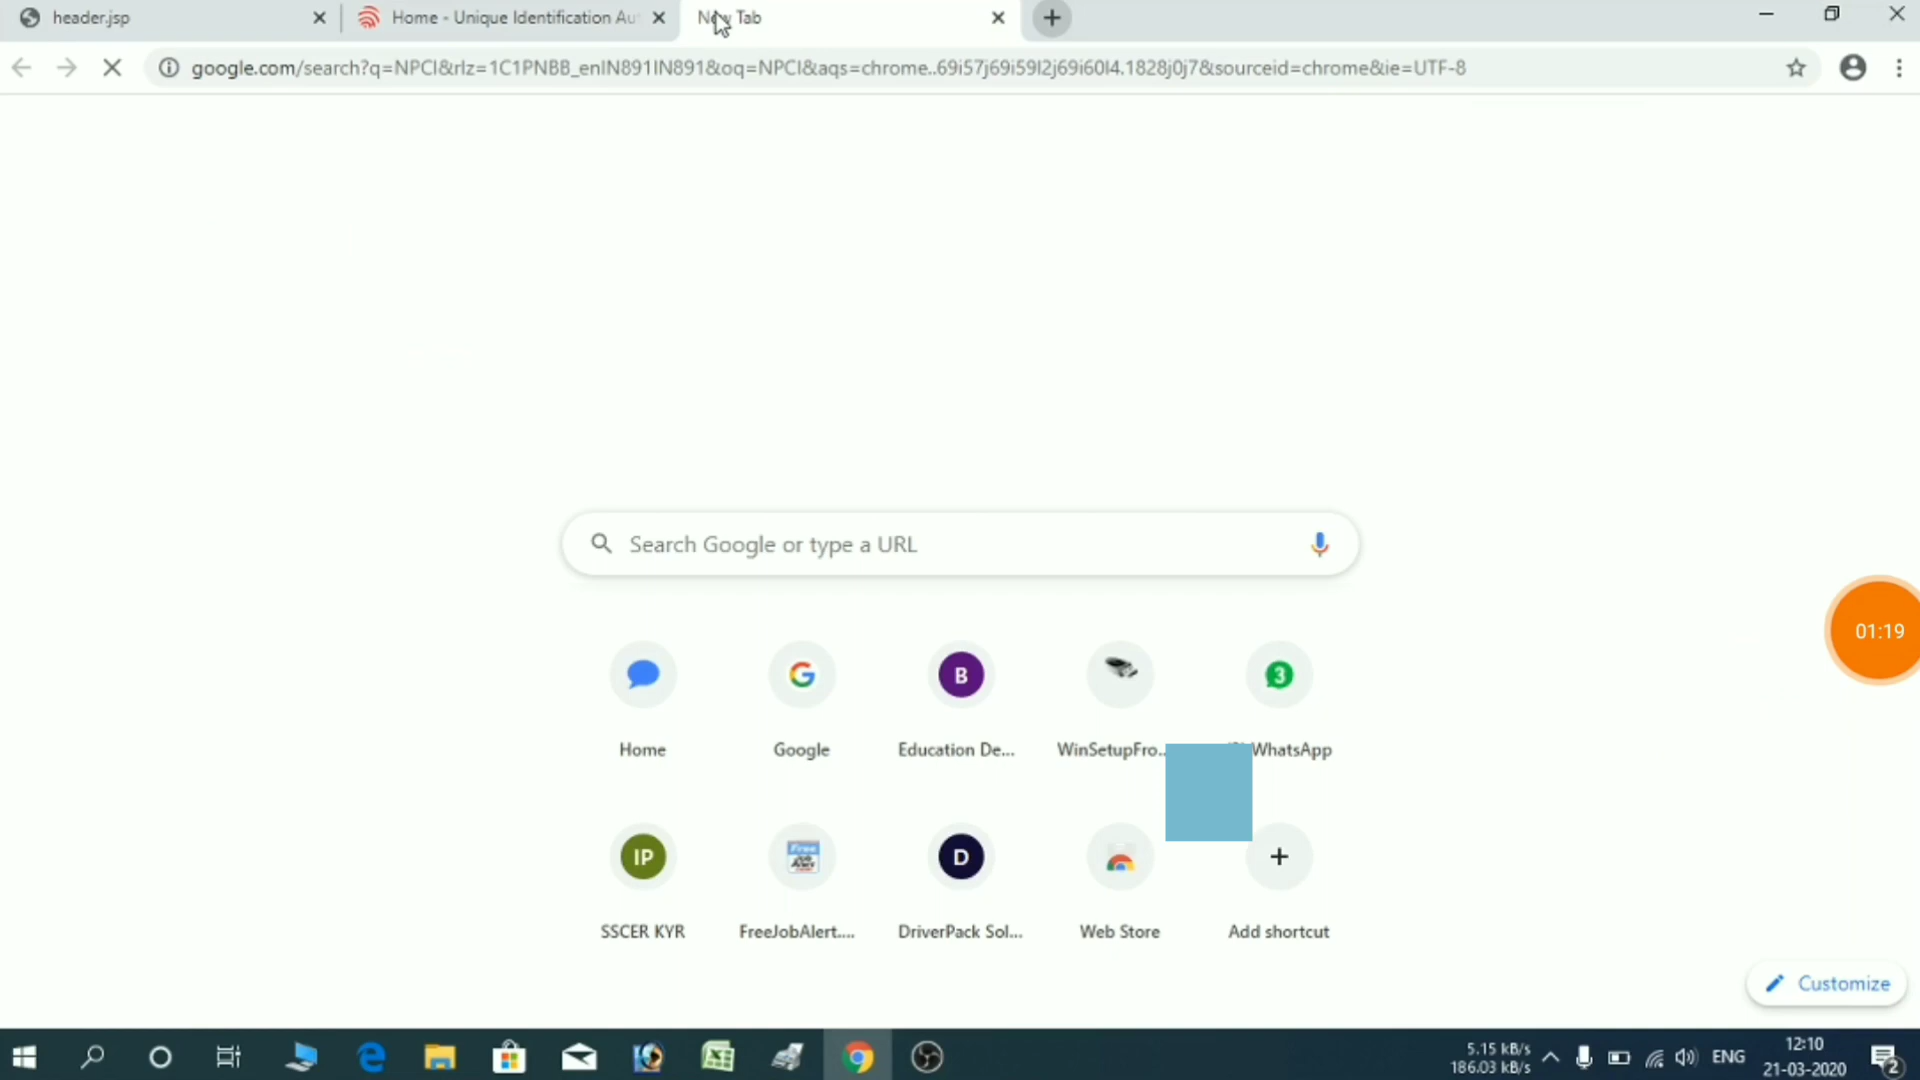 header.jsp
Home - Unique Identification Au
New Tab
google.com/search?q=NPCI&rlz=1C1PNBB_enIN891IN891&oq=NPCI&aqs=chrome..69i57j69i59l2j69i60l4.1828j0j7&sourceid=chrome&ie=UTF-8
Search Google or type a URL
01:19
B
3
Home
Google
Education De...
WinSetupFro...
WhatsApp
IP
D
SSCER KYR
FreeJobAlert....
DriverPack Sol...
Web Store
Add shortcut
Customize
5.15 kB/s
186.03 kB/s
ENG
12:10
21-03-2020
2